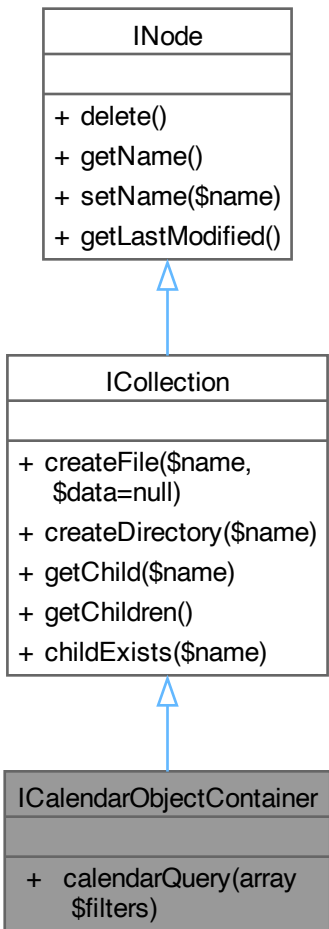 INode
+ delete()
+ getName()
+ setName($name)
+ getLastModified()
ICollection
+ createFile($name,
$data=null)
+ createDirectory($name)
+ getChild($name)
+ getChildren()
+ childExists($name)
ICalendarObjectContainer
+ calendarQuery(array
$filters)